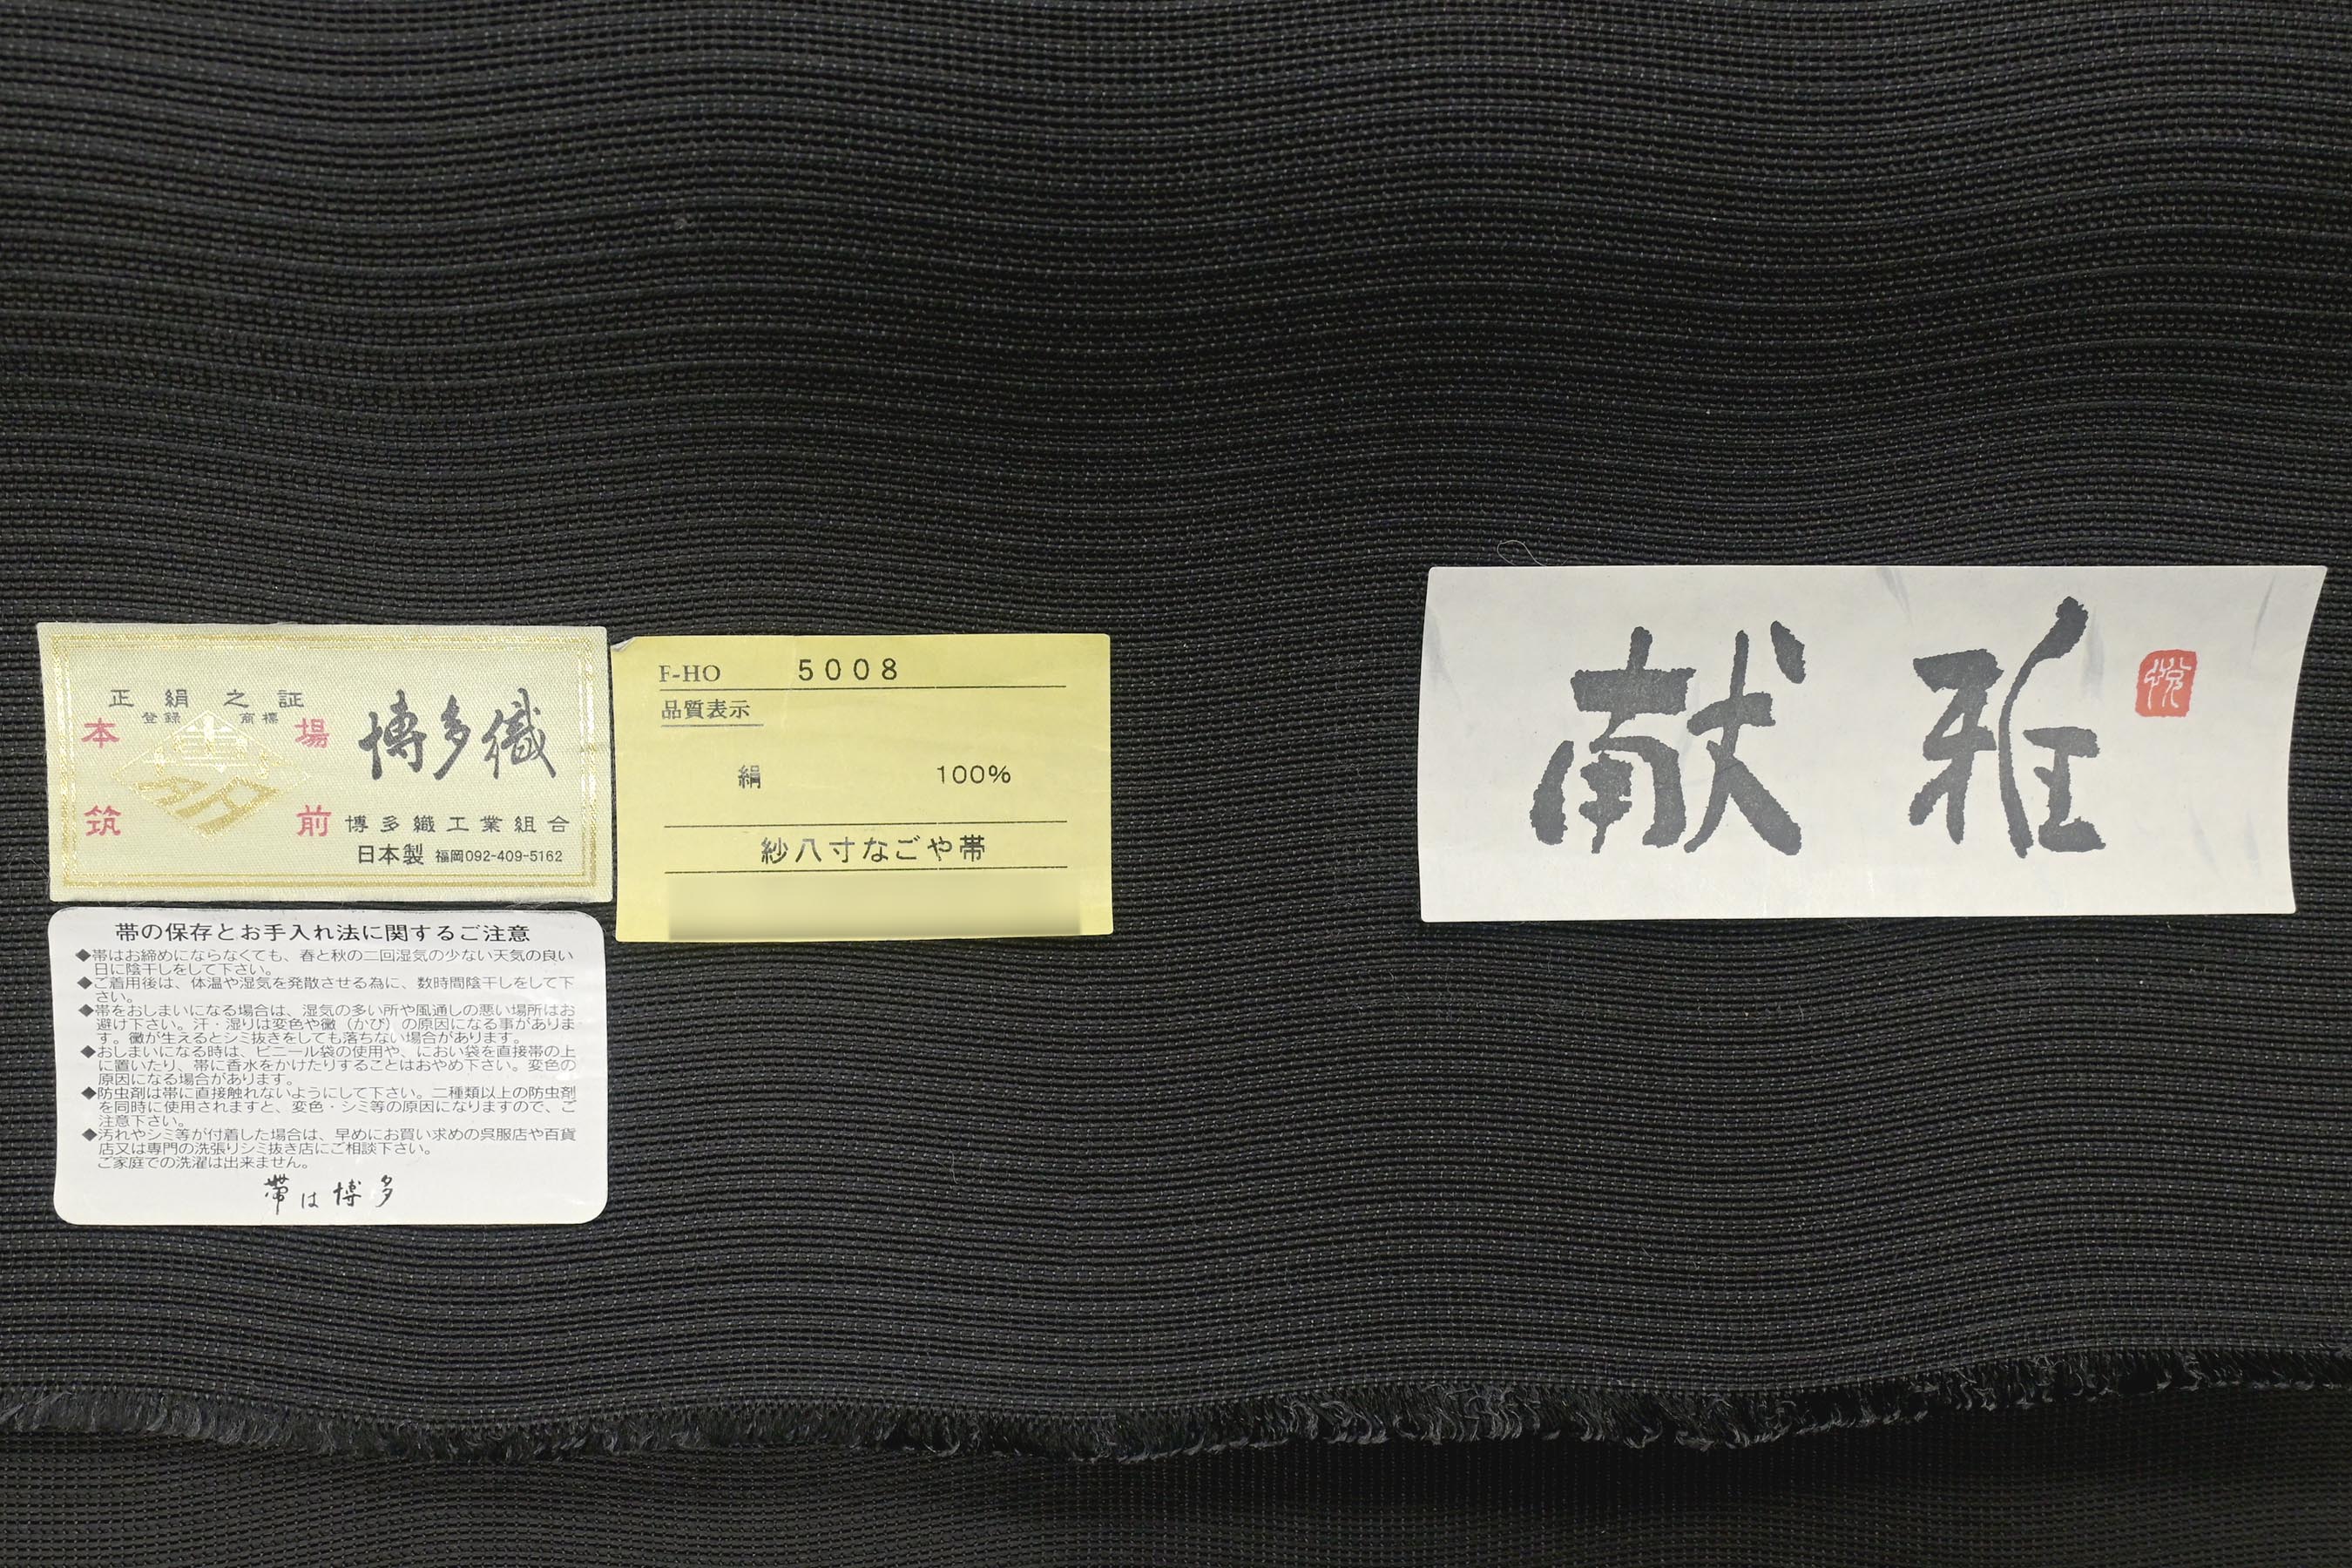 正絹之証
登録 商標
本場
筑前
博多織
博多織工業組合
日本製 福岡092-409-5162
帯の保存とお手入れ法に関するご注意
◆帯はお締めにならなくても、春と秋の二回湿気の少ない天気の良い
日に陰干しをして下さい。
◆ご着用後は、体温や湿気を発散させる為に、数時間陰干しをして下
さい。
◆帯をおしまいになる場合は、湿気の多い所や風通しの悪い場所はお
避け下さい。汗・湿りは変色や黴（かび）の原因になる事がありま
す。黴が生えるとシミ抜きをしても落ちない場合があります。
◆おしまいになる時は、ビニール袋の使用や、におい袋を直接帯の上
に置いたり、帯に香水をかけたりすることはおやめ下さい。変色の
原因になる場合があります。
◆防虫剤は帯に直接触れないようにして下さい。二種類以上の防虫剤
を同時に使用されますと、変色・シミ等の原因になりますので、ご
注意下さい。
◆汚れやシミ等が付着した場合は、早めにお買い求めの呉服店や百貨
店又は専門の洗張りシミ抜き店にご相談下さい。
ご家庭での洗濯は出来ません。
帯は博多
F-HO 5008
品質表示
絹 100%
紗八寸なごや帯
献雅
悦